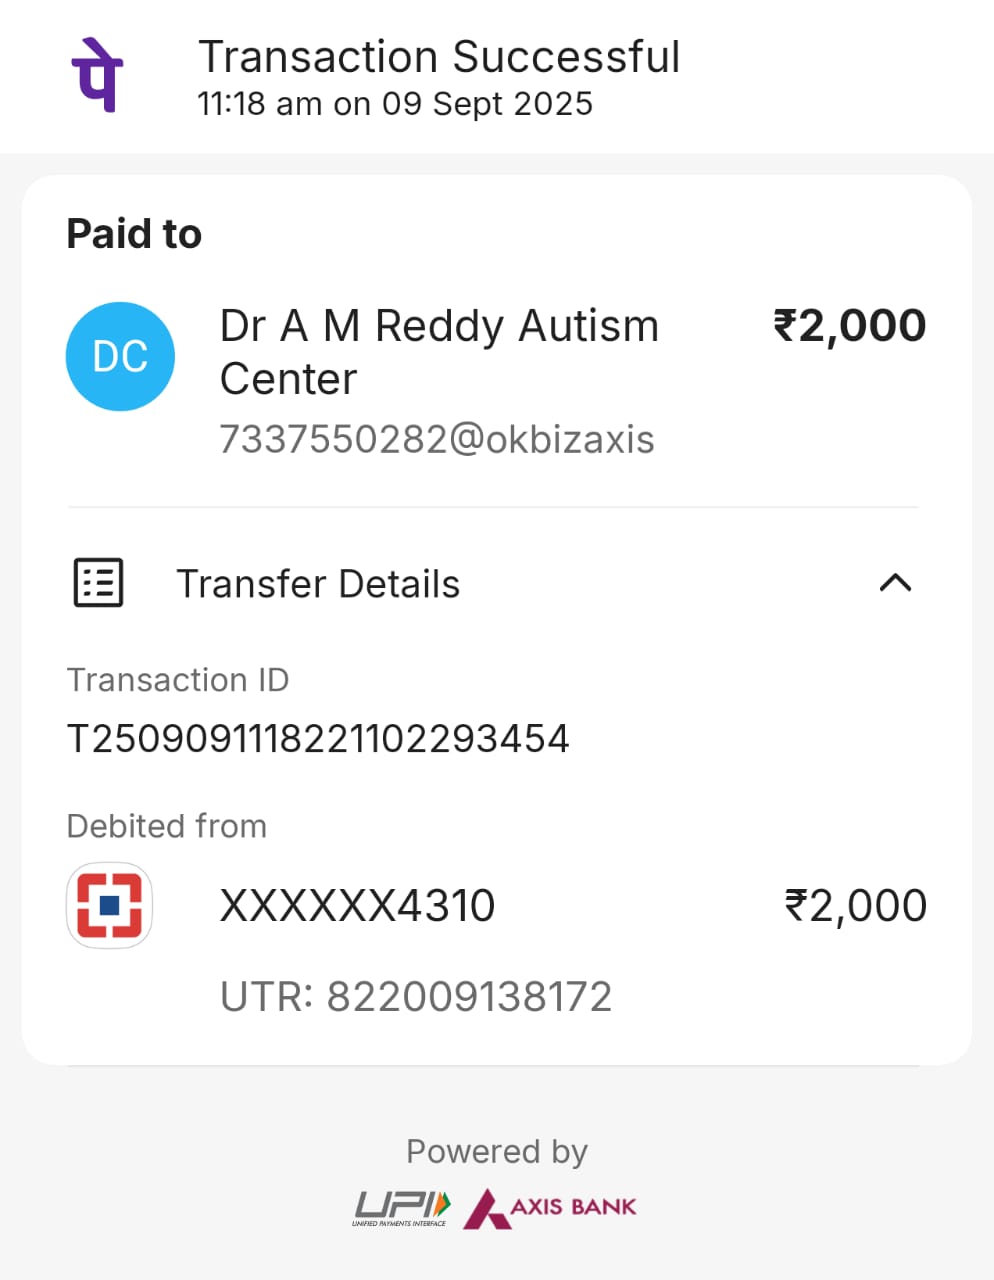 पे
Transaction Successful
11:18 am on 09 Sept 2025
Paid to
DC
Dr A M Reddy Autism
Center
₹2,000
7337550282@okbizaxis
Transfer Details
Transaction ID
T2509091118221102293454
Debited from
XXXXXX4310
₹2,000
UTR: 822009138172
Powered by
UPI
UNIFIED PAYMENTS INTERFACE
AXIS BANK